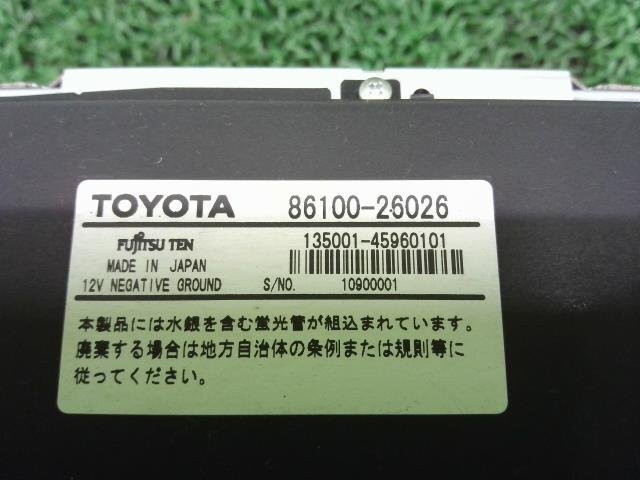 TOYOTA 86100-26026
FUJITSU TEN 135001-45960101
MADE IN JAPAN
12V NEGATIVE GROUND S/NO. 10900001
本製品には水銀を含む蛍光管が組込まれています。
廃棄する場合は地方自治体の条例または規則等に
従ってください。